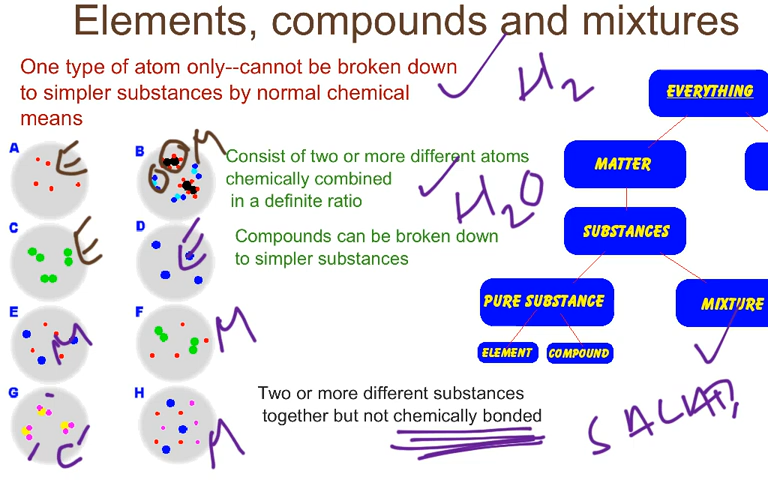 Elements, compounds and mixtures
One type of atom only--cannot be broken down
to simpler substances by normal chemical
means
H2
EVERYTHING
MATTER
SUBSTANCES
PURE SUBSTANCE
MIXTURE
ELEMENT
COMPOUND
A
E
B
M
Consist of two or more different atoms
chemically combined
in a definite ratio
H2O
C
E
D
E
Compounds can be broken down
to simpler substances
E
M
F
M
G
C
H
M
Two or more different substances
together but not chemically bonded